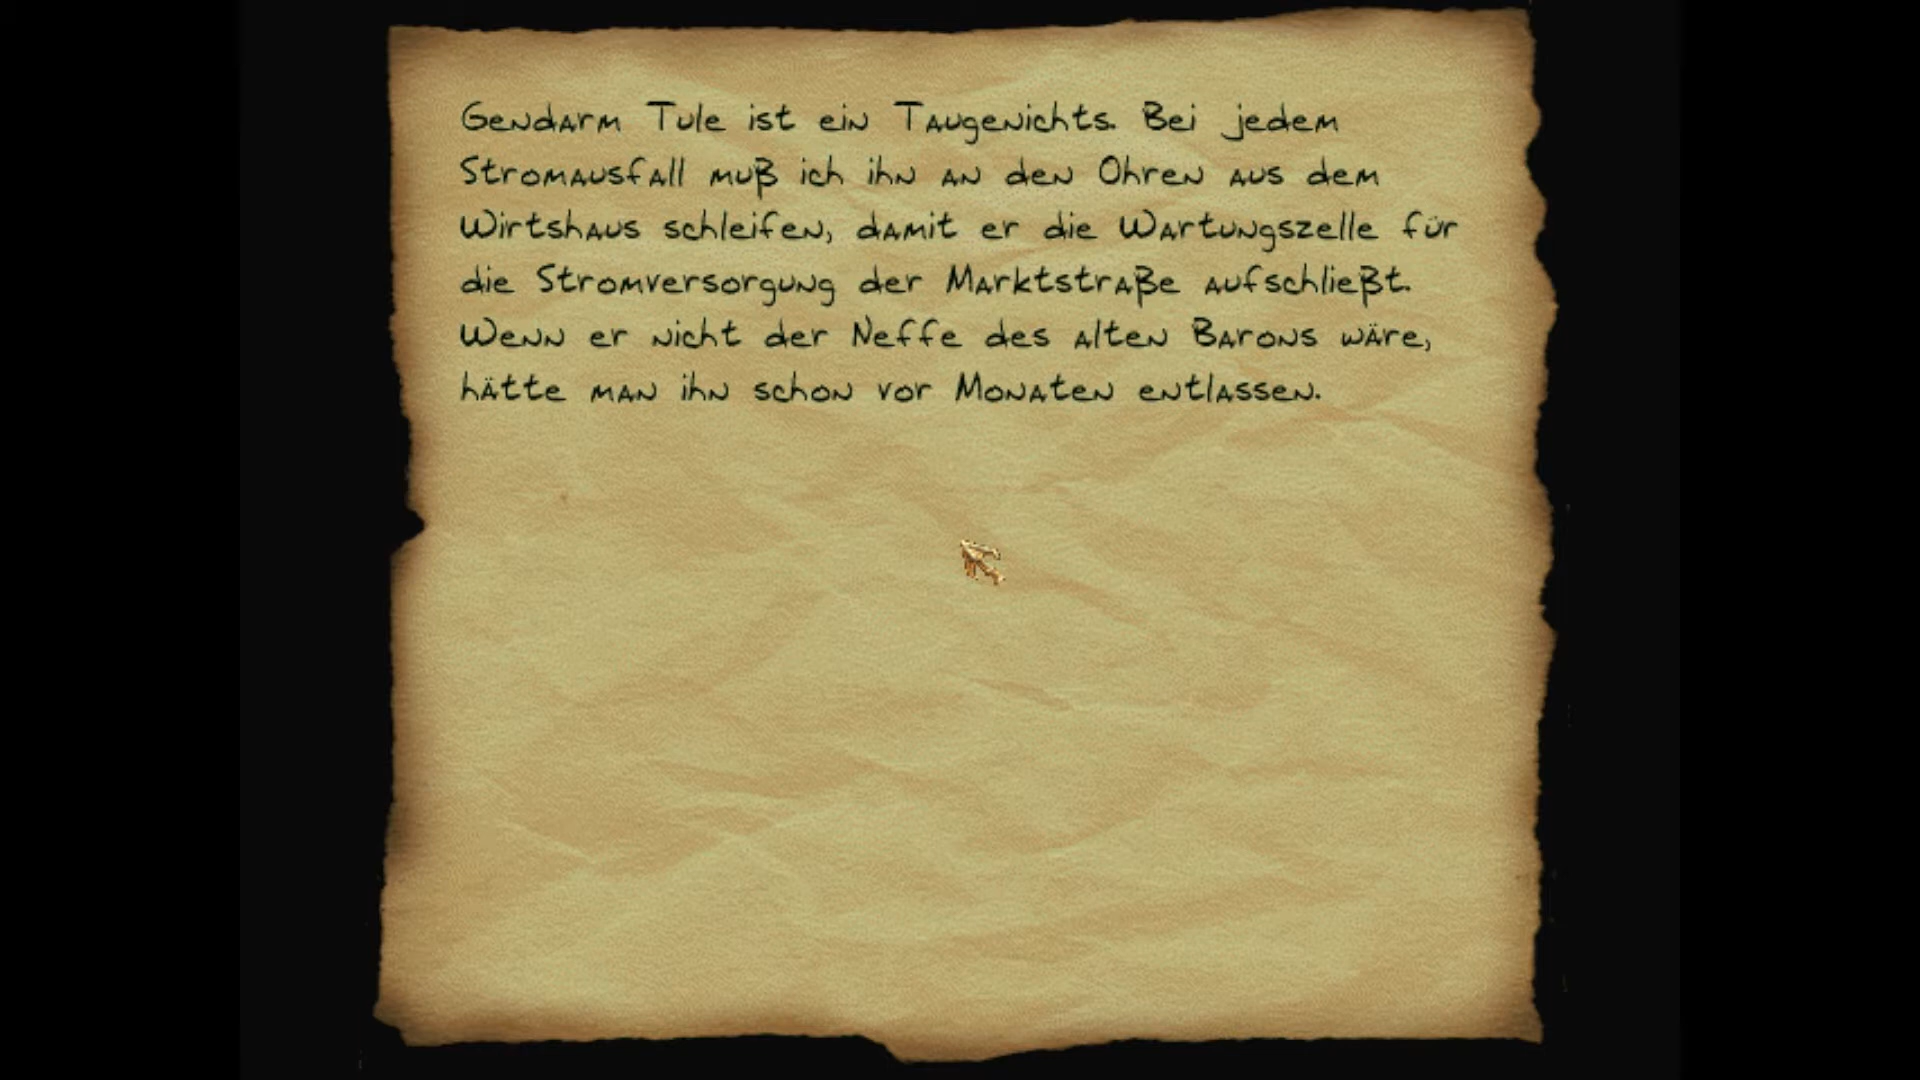 Gendarm Tule ist ein Taugenichts. Bei jedem
Stromausfall muß ich ihn an den Ohren aus dem
Wirtshaus schleifen, damit er die Wartungszelle für
die Stromversorgung der Marktstraße aufschließt.
Wenn er nicht der Neffe des alten Barons wäre,
hätte man ihn schon vor Monaten entlassen.